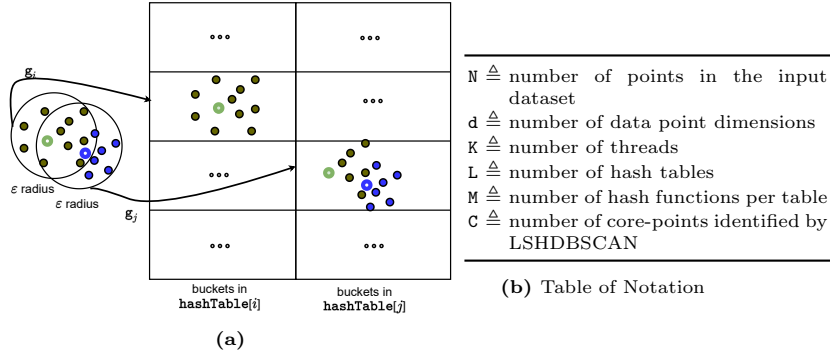 g_i
ε radius
ε radius
g_j
buckets in
hashTable[i]
buckets in
hashTable[j]
(a)
N ≜ number of points in the input
dataset
d ≜ number of data point dimensions
K ≜ number of threads
L ≜ number of hash tables
M ≜ number of hash functions per table
C ≜ number of core-points identified by
LSHDBSCAN
(b) Table of Notation